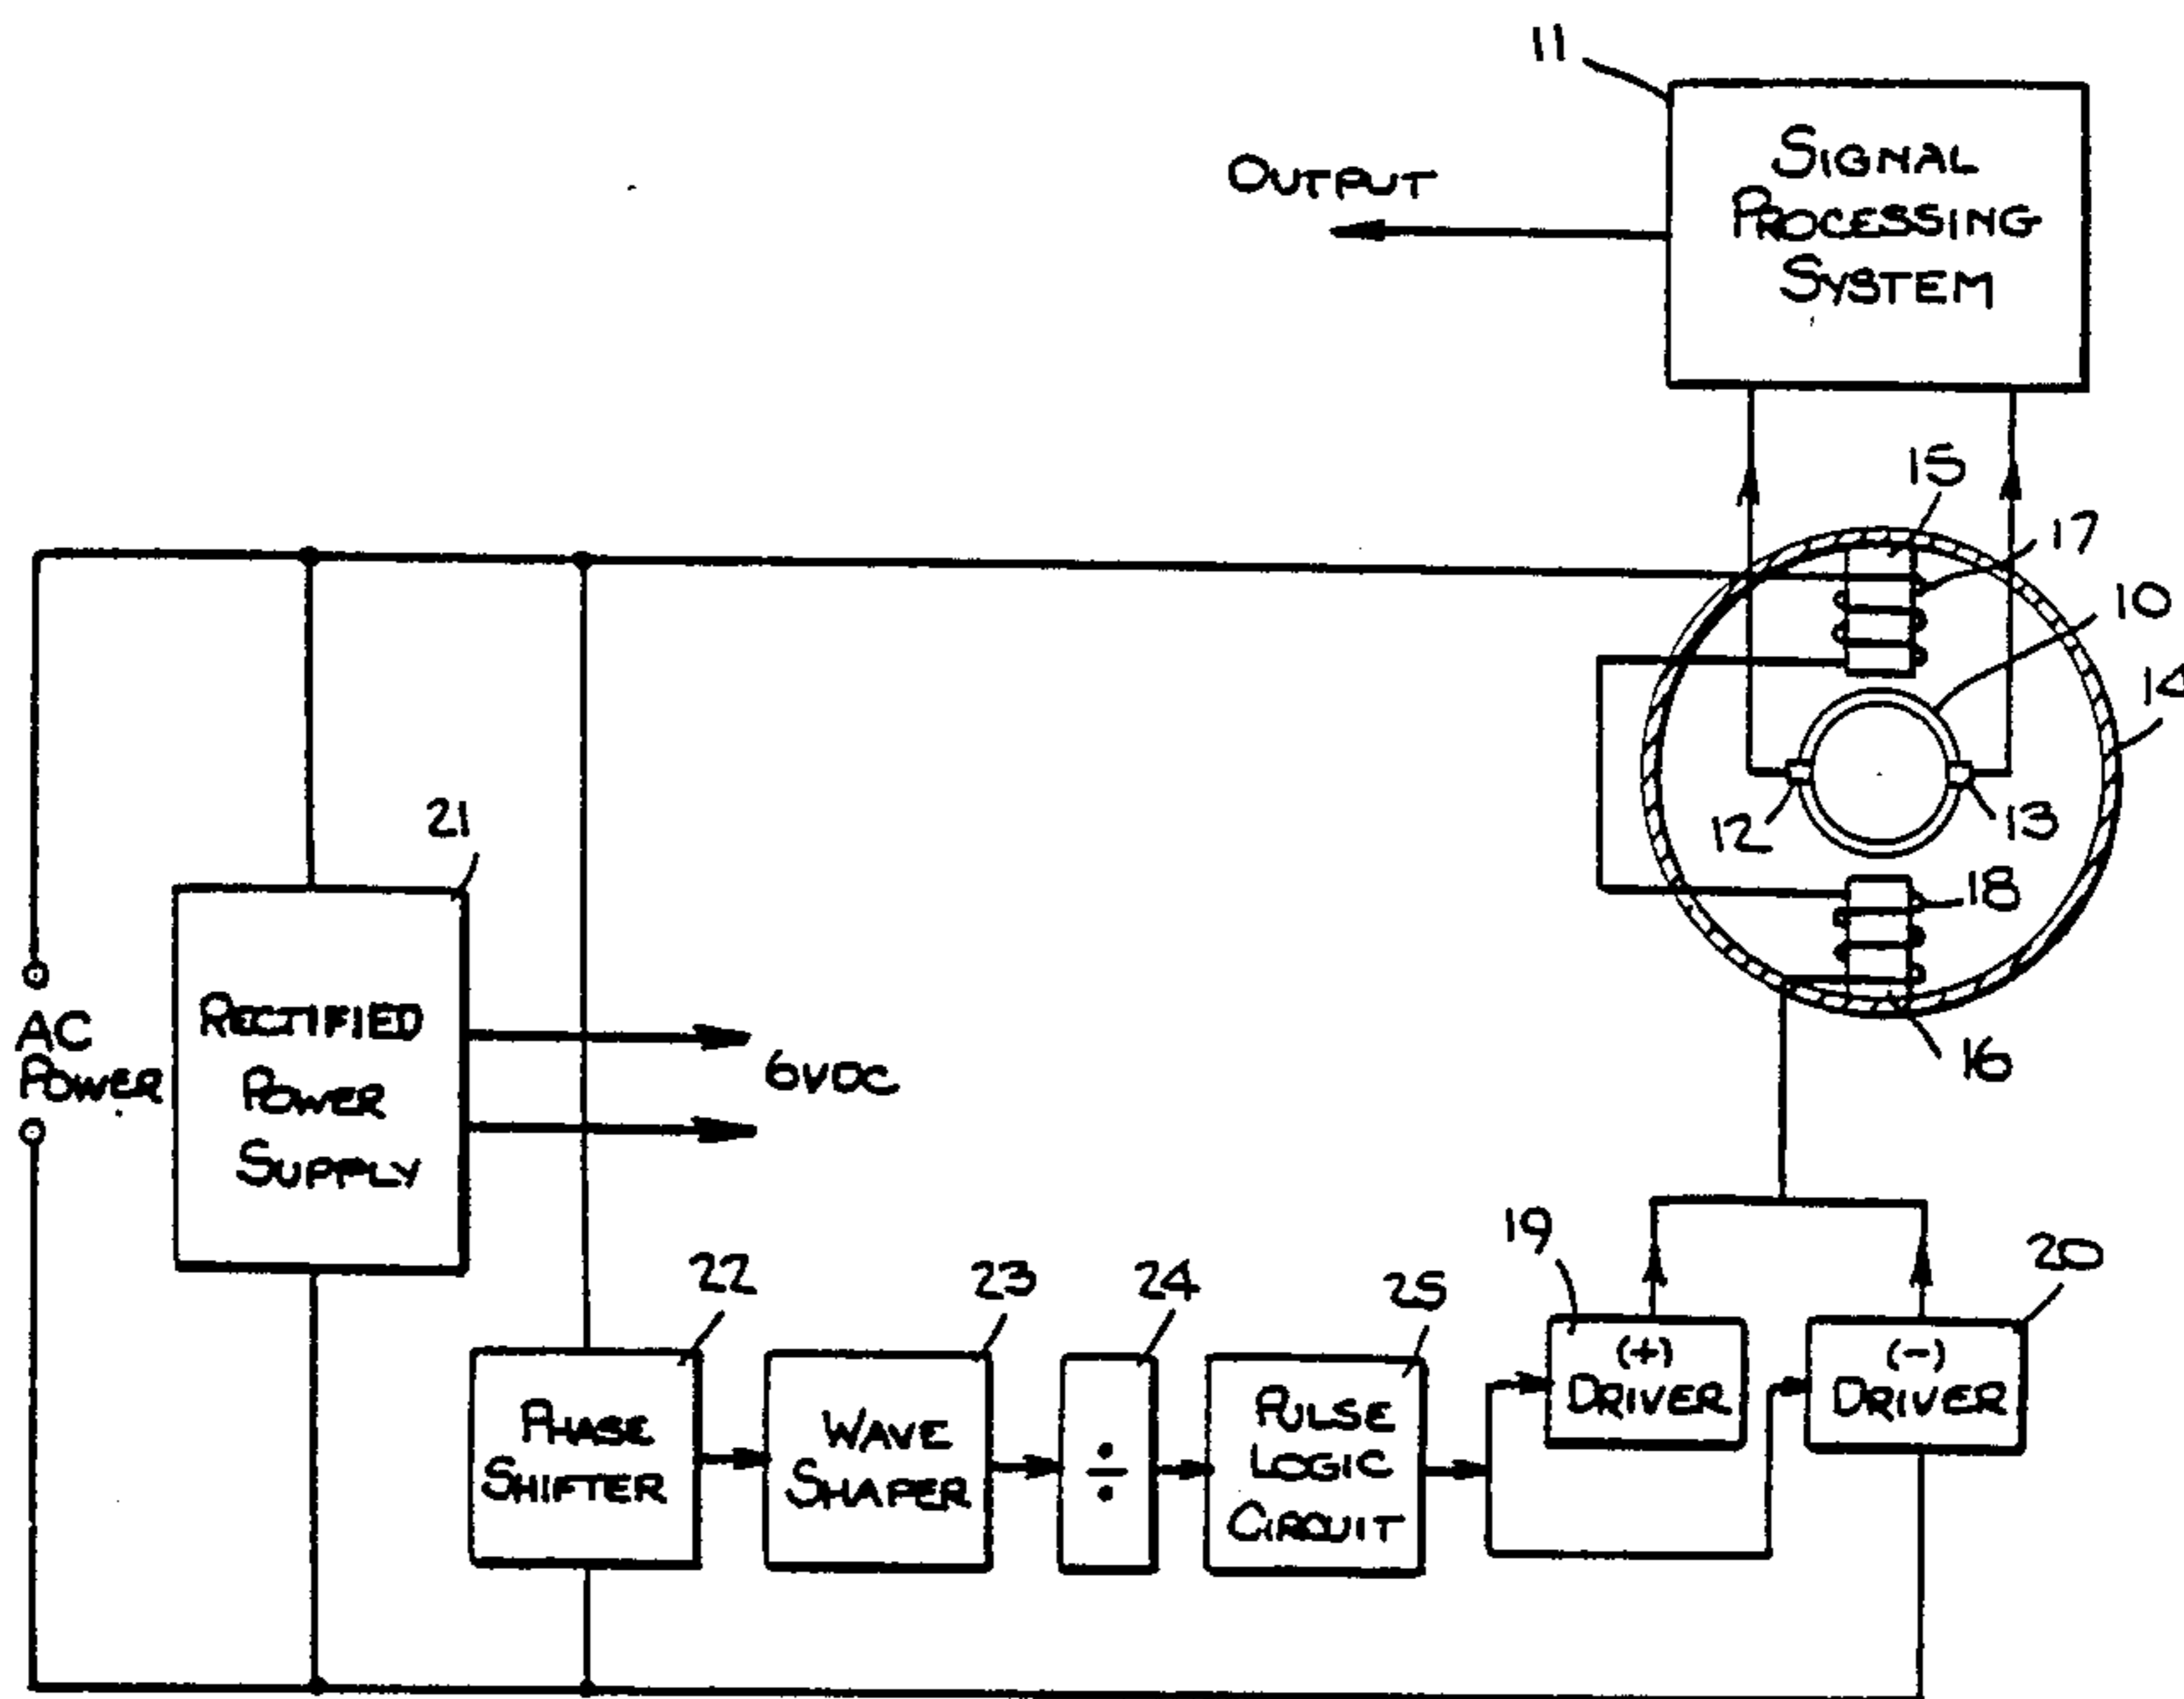 11
SIGNAL
PROCESSING
SYSTEM
OUTPUT
15
17
10
14
12
13
18
16
21
AC
POWER
RECTIFIED
POWER
SUPPLY
6VDC
22
PHASE
SHIFTER
23
WAVE
SHAPER
24
÷
25
PULSE
LOGIC
CIRCUIT
19
(+)
DRIVER
20
(-)
DRIVER